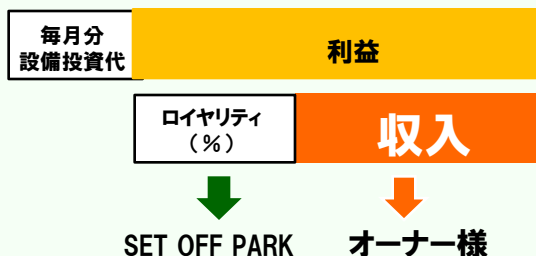 毎月分
設備投資代
利益
ロイヤリティ
（％）
収入
SET OFF PARK
オーナー様